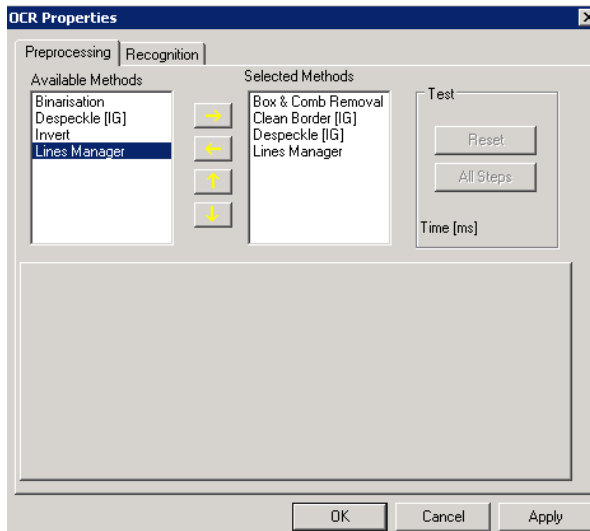 OCR Properties
Preprocessing
Recognition
Available Methods
Binarisation
Despeckle [IG]
Invert
Lines Manager
Selected Methods
Box & Comb Removal
Clean Border [IG]
Despeckle [IG]
Lines Manager
Test
Reset
All Steps
Time [ms]
OK
Cancel
Apply